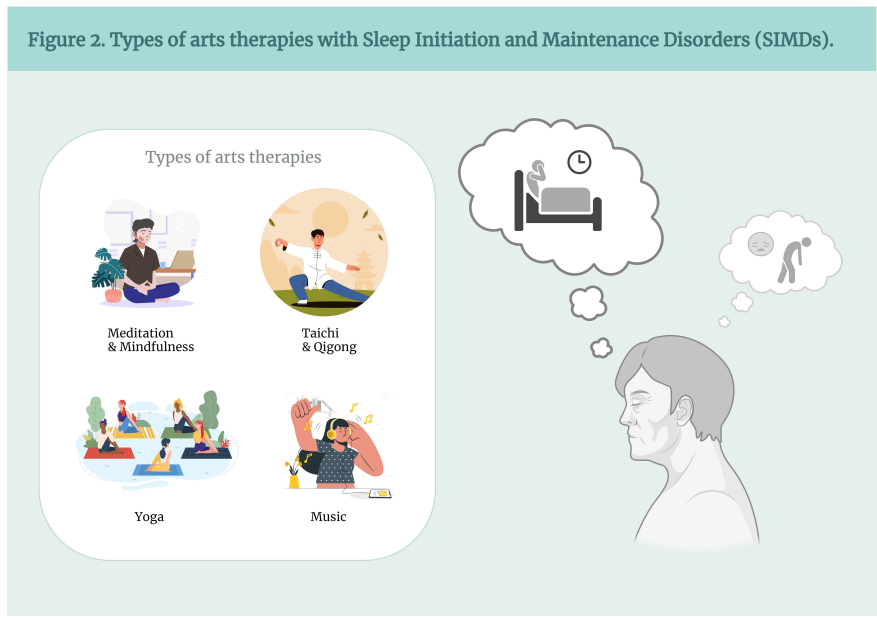 Figure 2. Types of arts therapies with Sleep Initiation and Maintenance Disorders (SIMDs).
Types of arts therapies
Meditation
& Mindfulness
Taichi
& Qigong
Yoga
Music